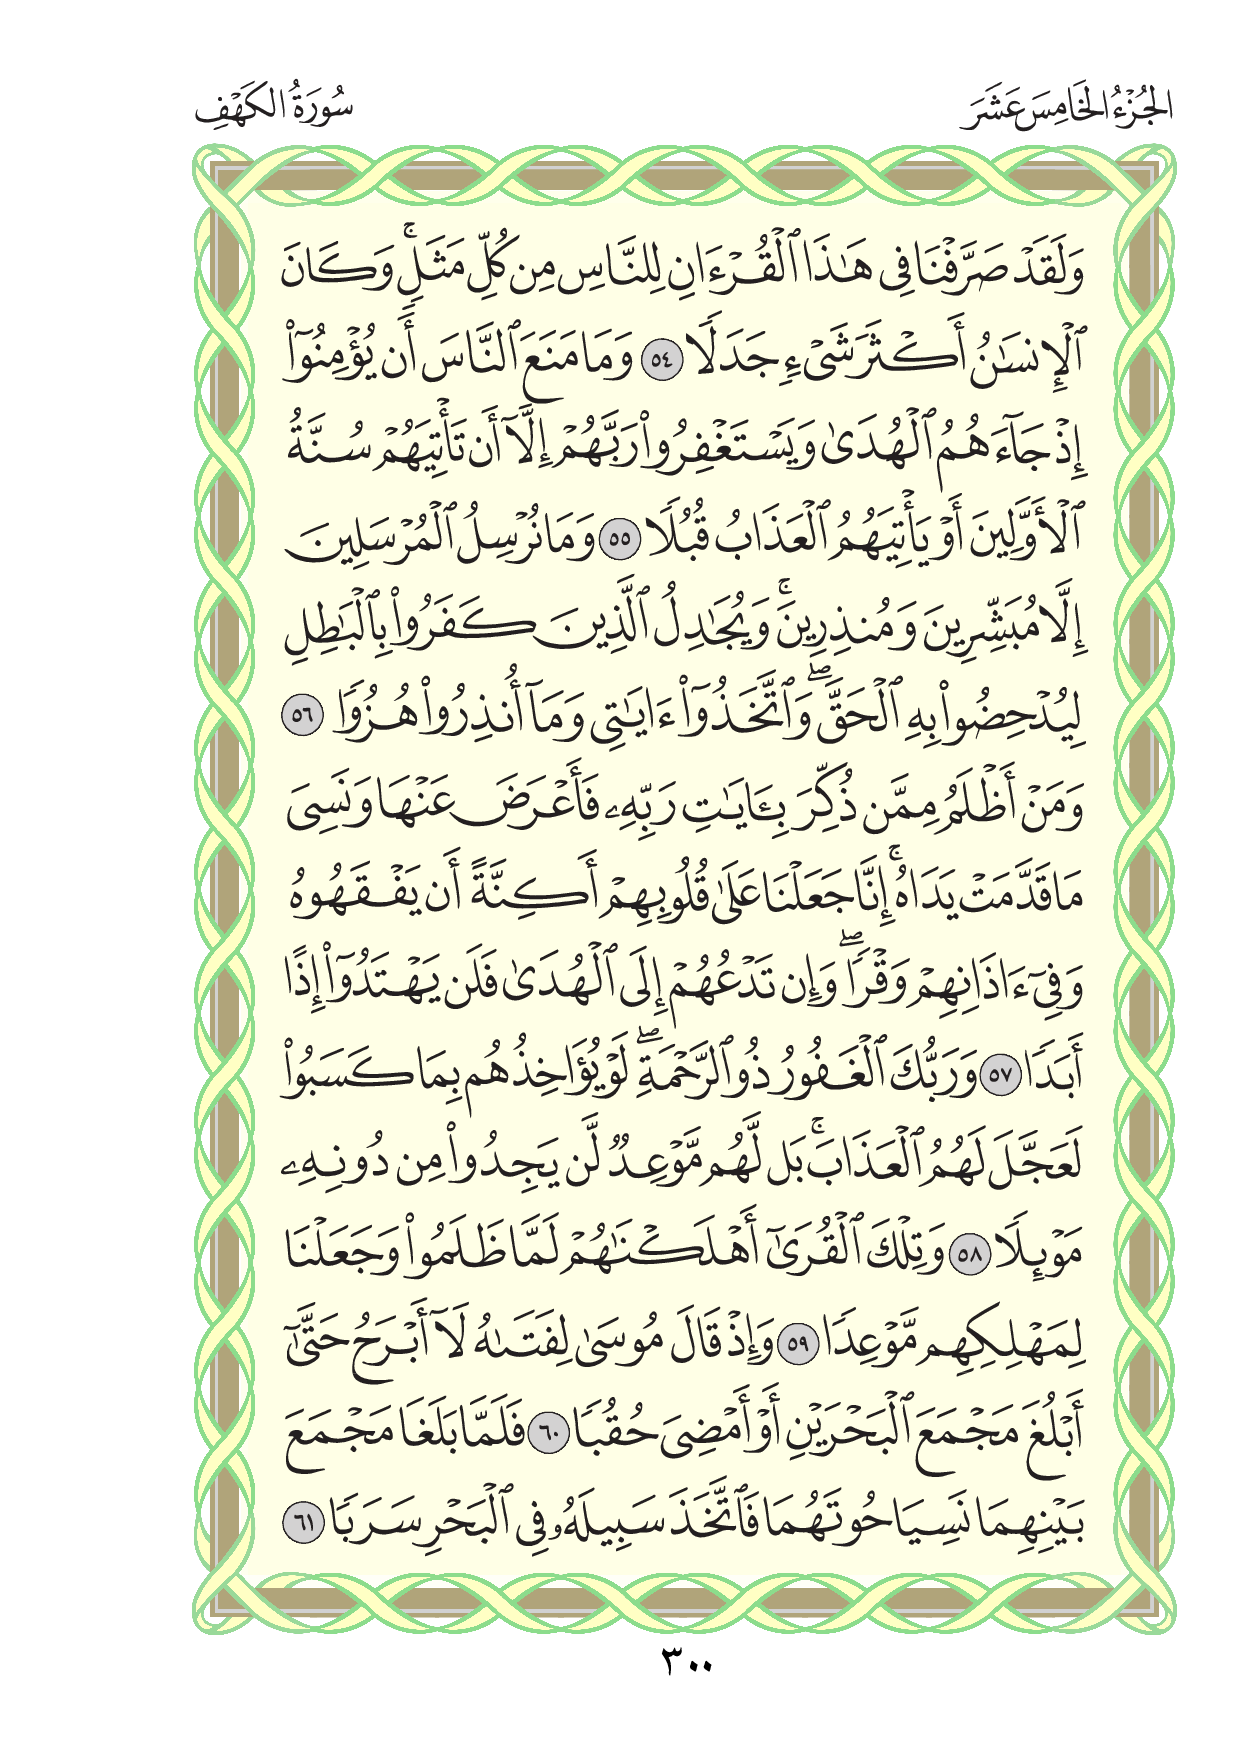 الجُزْءُ الخَامِسَ عَشَرَ
سُورَةُ الكَهْفِ
وَلَقَدْ صَرَّفْنَا فِي هَٰذَا ٱلْقُرْءَانِ لِلنَّاسِ مِن كُلِّ مَثَلٍۚ وَكَانَ
ٱلْإِنسَٰنُ أَكْثَرَ شَيْءٍ جَدَلًا ٥٤ وَمَا مَنَعَ ٱلنَّاسَ أَن يُؤْمِنُوٓا۟
إِذْ جَآءَهُمُ ٱلْهُدَىٰ وَيَسْتَغْفِرُوا۟ رَبَّهُمْ إِلَّآ أَن تَأْتِيَهُمْ سُنَّةُ
ٱلْأَوَّلِينَ أَوْ يَأْتِيَهُمُ ٱلْعَذَابُ قُبُلًا ٥٥ وَمَا نُرْسِلُ ٱلْمُرْسَلِينَ
إِلَّا مُبَشِّرِينَ وَمُنذِرِينَۚ وَيُجَٰدِلُ ٱلَّذِينَ كَفَرُوا۟ بِٱلْبَٰطِلِ
لِيُدْحِضُوا۟ بِهِ ٱلْحَقَّۖ وَٱتَّخَذُوٓا۟ ءَايَٰتِي وَمَآ أُنذِرُوا۟ هُزُوًا ٥٦
وَمَنْ أَظْلَمُ مِمَّن ذُكِّرَ بِـَٔايَٰتِ رَبِّهِۦ فَأَعْرَضَ عَنْهَا وَنَسِيَ
مَا قَدَّمَتْ يَدَاهُۚ إِنَّا جَعَلْنَا عَلَىٰ قُلُوبِهِمْ أَكِنَّةً أَن يَفْقَهُوهُ
وَفِيٓ ءَاذَانِهِمْ وَقْرًاۖ وَإِن تَدْعُهُمْ إِلَى ٱلْهُدَىٰ فَلَن يَهْتَدُوٓا۟ إِذًا
أَبَدًا ٥٧ وَرَبُّكَ ٱلْغَفُورُ ذُو ٱلرَّحْمَةِۖ لَوْ يُؤَاخِذُهُم بِمَا كَسَبُوا۟
لَعَجَّلَ لَهُمُ ٱلْعَذَابَۚ بَل لَّهُم مَّوْعِدٌ لَّن يَجِدُوا۟ مِن دُونِهِۦ
مَوْئِلًا ٥٨ وَتِلْكَ ٱلْقُرَىٰٓ أَهْلَكْنَٰهُمْ لَمَّا ظَلَمُوا۟ وَجَعَلْنَا
لِمَهْلِكِهِم مَّوْعِدًا ٥٩ وَإِذْ قَالَ مُوسَىٰ لِفَتَىٰهُ لَآ أَبْرَحُ حَتَّىٰٓ
أَبْلُغَ مَجْمَعَ ٱلْبَحْرَيْنِ أَوْ أَمْضِيَ حُقُبًا ٦٠ فَلَمَّا بَلَغَا مَجْمَعَ
بَيْنِهِمَا نَسِيَا حُوتَهُمَا فَٱتَّخَذَ سَبِيلَهُۥ فِي ٱلْبَحْرِ سَرَبًا ٦١
٣٠٠